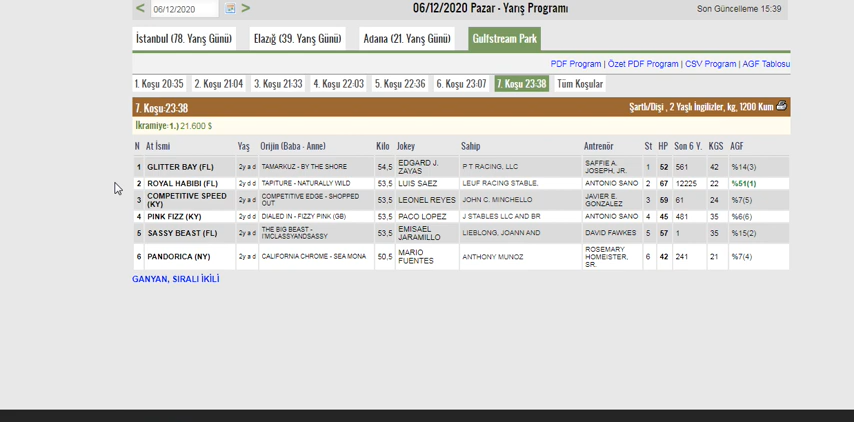 < 06/12/2020 > 06/12/2020 Pazar - Yarış Programı Son Güncelleme 15:39
İstanbul (78. Yarış Günü) Elazığ (39. Yarış Günü) Adana (21. Yarış Günü) Gulfstream Park
PDF Program | Özet PDF Program | CSV Program | AGF Tablosu
1. Koşu 20:35 2. Koşu 21:04 3. Koşu 21:33 4. Koşu 22:03 5. Koşu 22:36 6. Koşu 23:07 7. Koşu 23:38 Tüm Koşular
7. Koşu:23:38 Şartlı/Dişi , 2 Yaşlı İngilizler, kg, 1200 Kum
İkramiye: 1.) 21.600 $
N At İsmi Yaş Orijin (Baba - Anne) Kilo Jokey Sahip Antrenör St HP Son 6 Y. KGS AGF
1 GLITTER BAY (FL) 2y a d TAMARKUZ - BY THE SHORE 54,5 EDGARD J. ZAYAS P T RACING, LLC SAFFIE A. JOSEPH, JR. 1 52 561 42 %14(3)
2 ROYAL HABIBI (FL) 2y d d TAPITURE - NATURALLY WILD 53,5 LUIS SAEZ LEUF RACING STABLE, ANTONIO SANO 2 67 12225 22 %51(1)
3 COMPETITIVE SPEED (KY) 2y a d COMPETITIVE EDGE - SHOPPED OUT 53,5 LEONEL REYES JOHN C. MINCHELLO JAVIER E. GONZALEZ 3 59 61 24 %7(5)
4 PINK FIZZ (KY) 2y d d DIALED IN - FIZZY PINK (GB) 53,5 PACO LOPEZ J STABLES LLC AND BR ANTONIO SANO 4 45 481 35 %6(6)
5 SASSY BEAST (FL) 2y d d THE BIG BEAST - I'MCLASSYANDSASSY 53,5 EMISAEL JARAMILLO LIEBLONG, JOANN AND DAVID FAWKES 5 57 1 35 %15(2)
6 PANDORICA (NY) 2y a d CALIFORNIA CHROME - SEA MONA 50,5 MARIO FUENTES ANTHONY MUNOZ ROSEMARY HOMEISTER, SR. 6 42 241 21 %7(4)
GANYAN, SIRALI İKİLİ